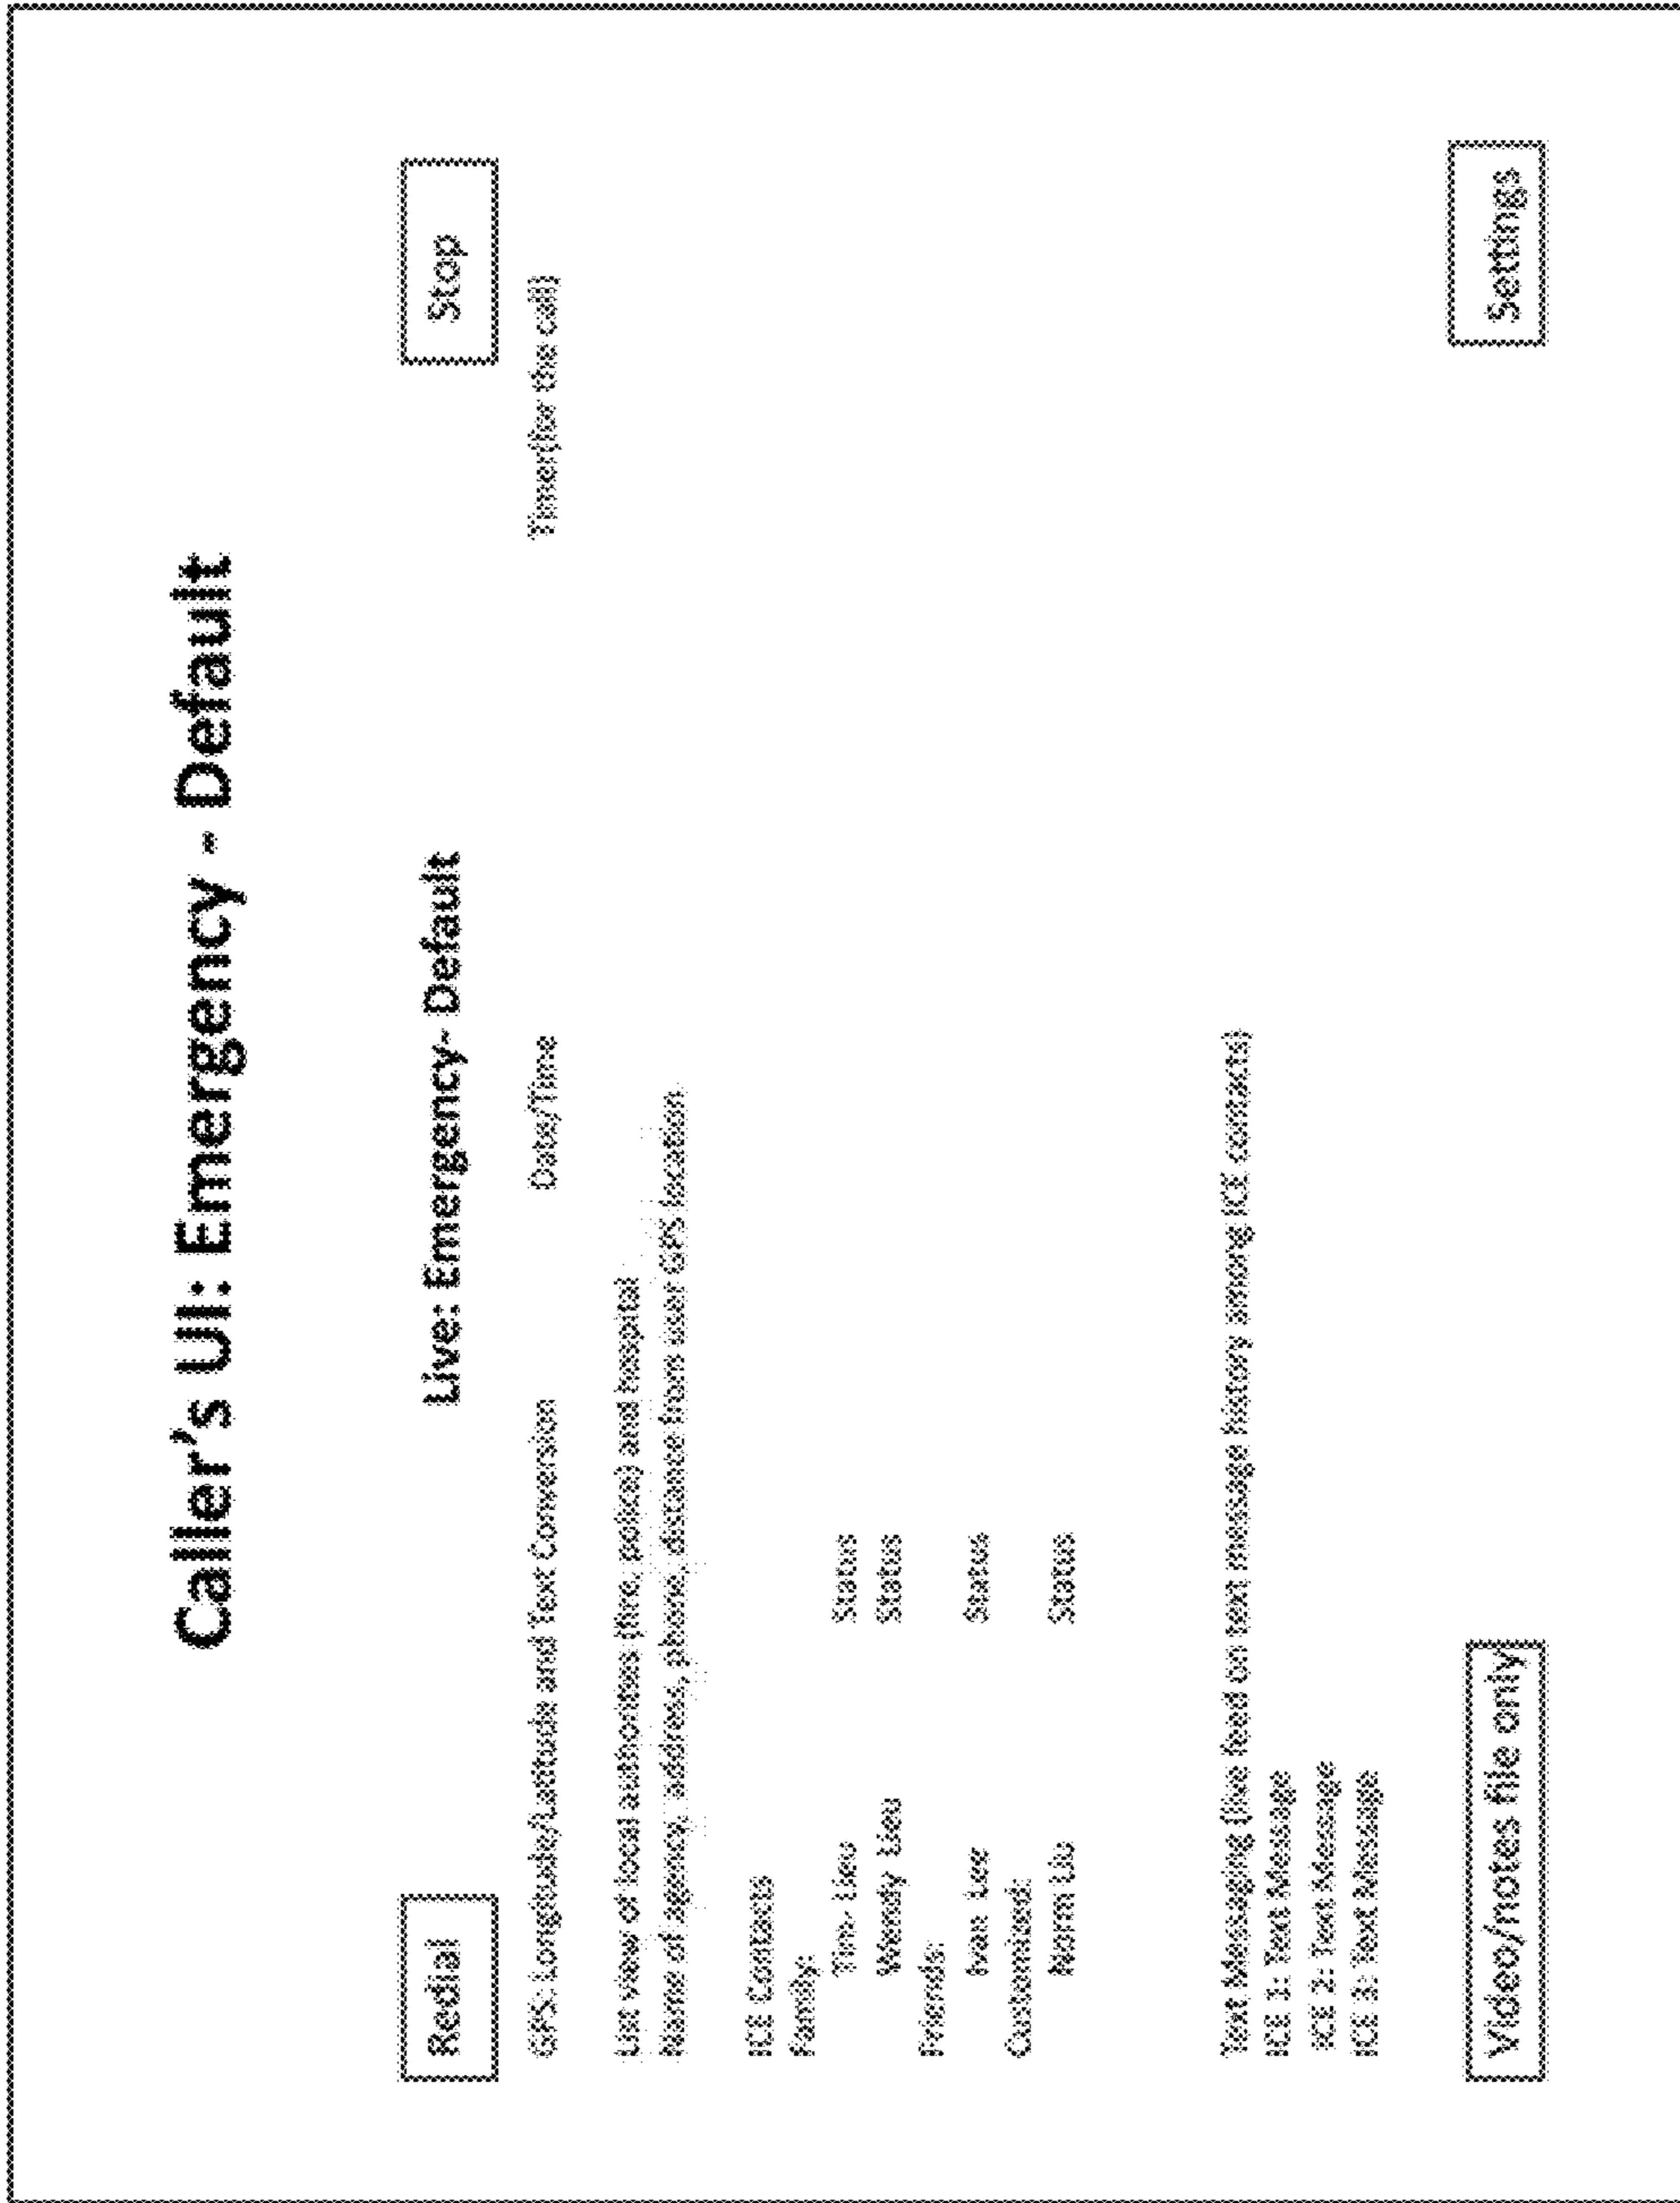 Caller's UI: Emergency - Default
Redial
Live: Emergency- Default
Stop
GPS: Longitude/Latitude and Text Conversion
Date/Time
Timer(for the call)
List view of local authorities (fire, police) and hospital
Name of agency, address, phone, distance from user GPS location
ICE Contacts
Family:
Tim Lieu Status
Wendy Lieu Status
Friends:
Ivan Lee Status
Customized:
Norm Liu Status
Text Messaging (live feed on text message history among ICE contacts)
ICE 1: Text Message
ICE 2: Text Message
ICE 3: Text Message
Video/notes file only
Settings